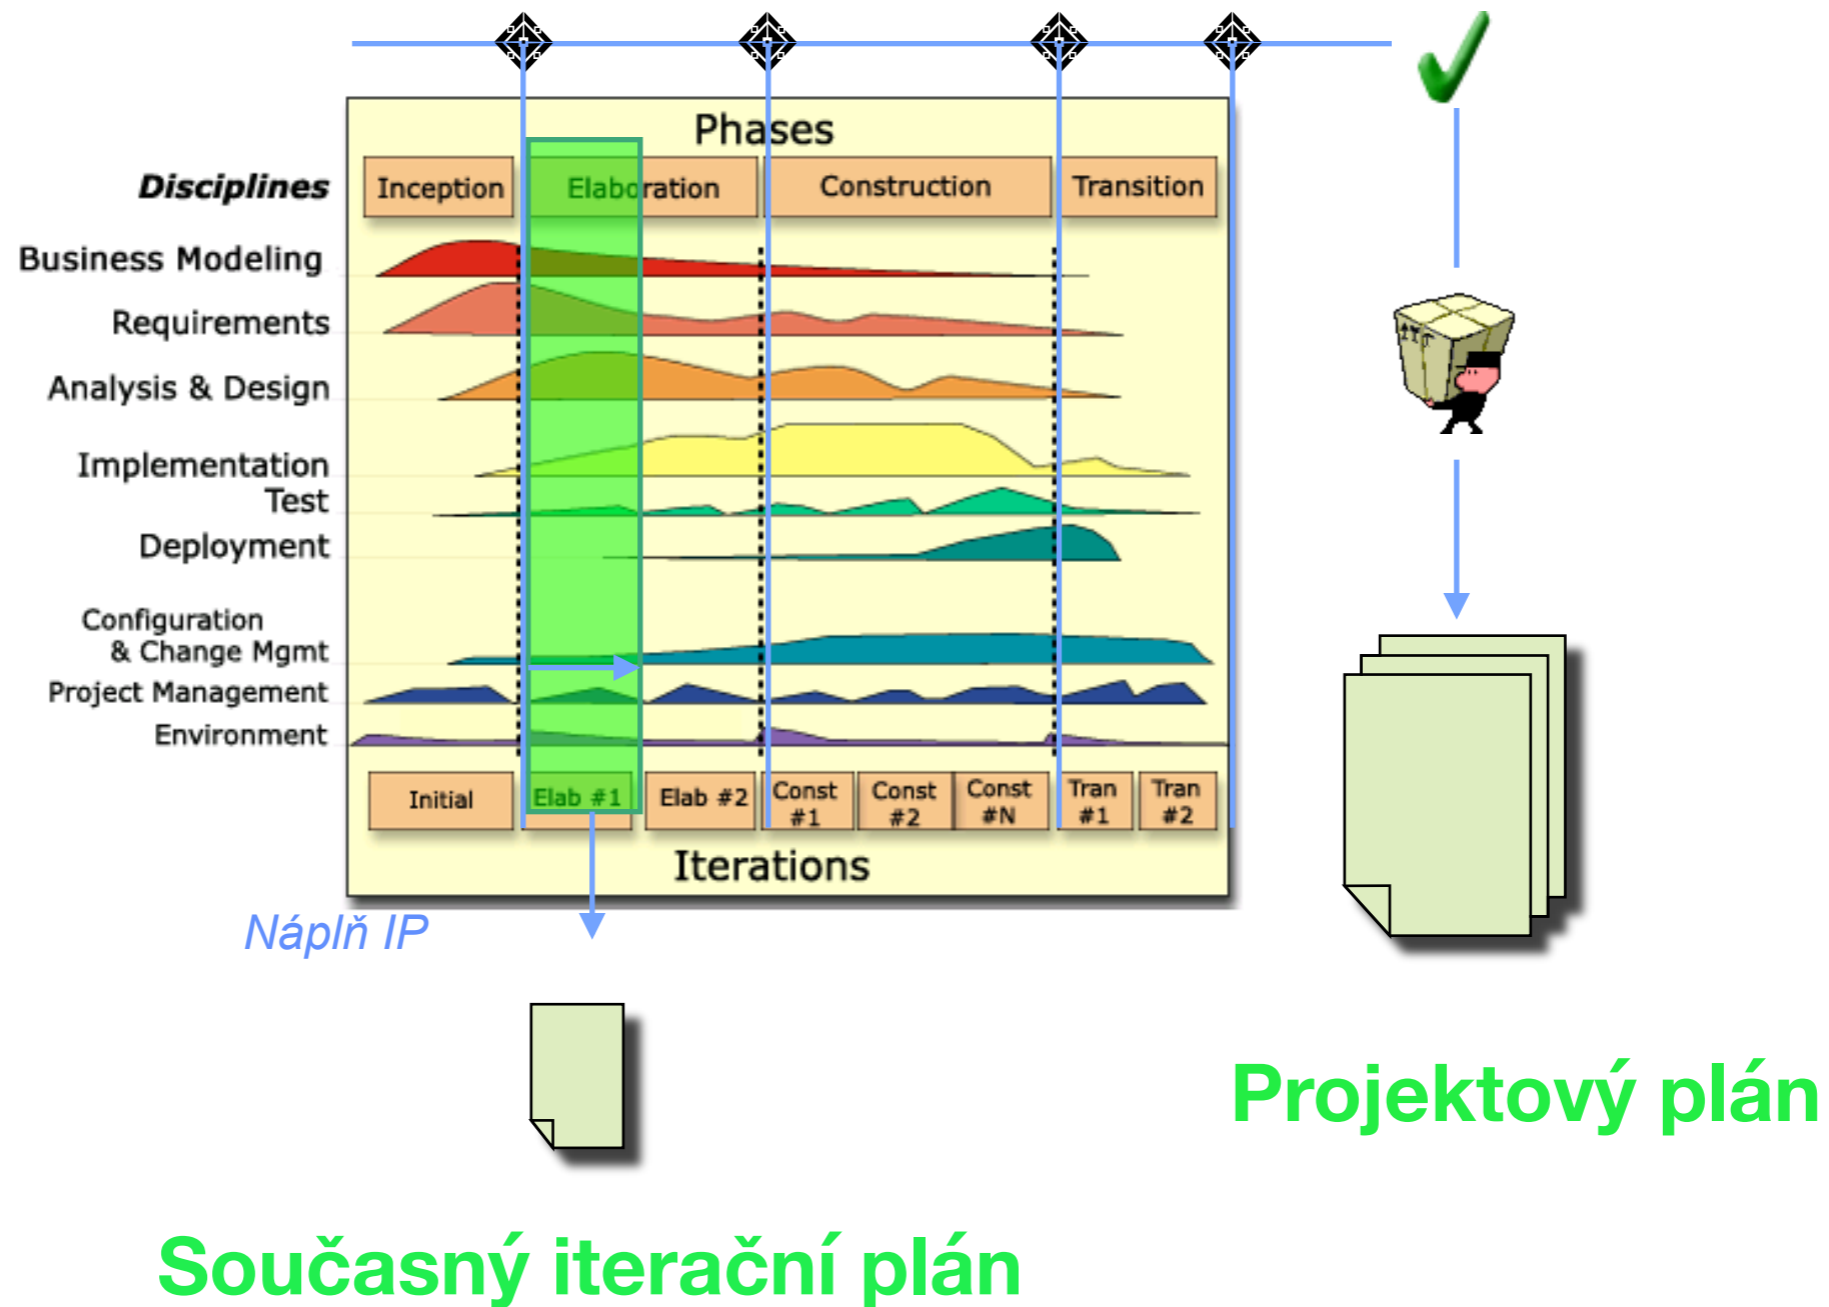 Phases
Disciplines
Inception
Elaboration
Construction
Transition
Business Modeling
Requirements
Analysis & Design
Implementation
Test
Deployment
Configuration
& Change Mgmt
Project Management
Environment
Initial
Elab #1
Elab #2
Const
#1
Const
#2
Const
#N
Tran
#1
Tran
#2
Iterations
Náplň IP
Projektový plán
Současný iterační plán